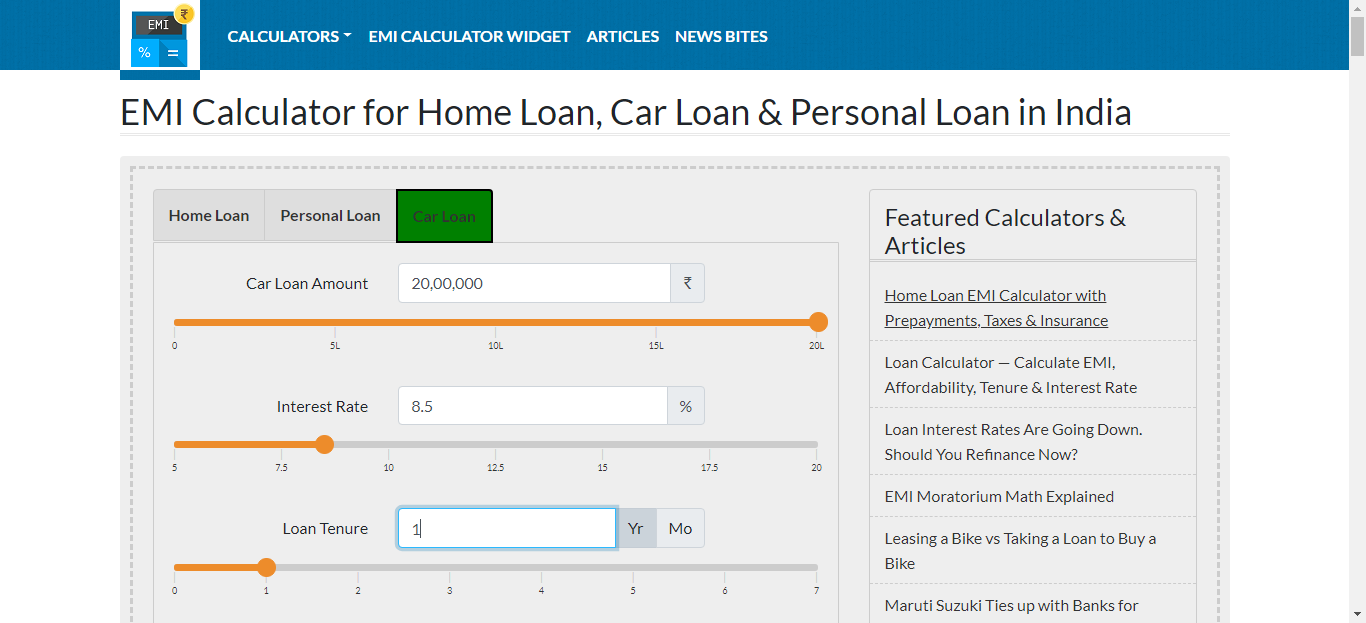 EMI
₹
%
=
CALCULATORS
EMI CALCULATOR WIDGET
ARTICLES
NEWS BITES
EMI Calculator for Home Loan, Car Loan & Personal Loan in India
Home Loan
Personal Loan
Car Loan
Car Loan Amount
20,00,000
₹
0
5L
10L
15L
20L
Interest Rate
8.5
%
5
7.5
10
12.5
15
17.5
20
Loan Tenure
1
Yr
Mo
0
1
2
3
4
5
6
7
Featured Calculators &
Articles
Home Loan EMI Calculator with
Prepayments, Taxes & Insurance
Loan Calculator — Calculate EMI,
Affordability, Tenure & Interest Rate
Loan Interest Rates Are Going Down.
Should You Refinance Now?
EMI Moratorium Math Explained
Leasing a Bike vs Taking a Loan to Buy a
Bike
Maruti Suzuki Ties up with Banks for